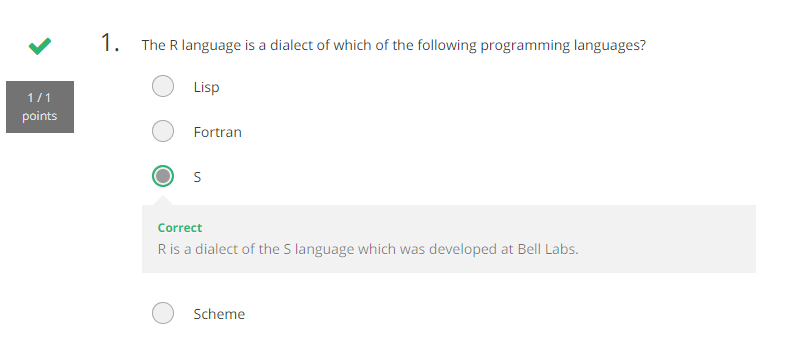 1. The R language is a dialect of which of the following programming languages?
1 / 1
points
Lisp
Fortran
S
Correct
R is a dialect of the S language which was developed at Bell Labs.
Scheme